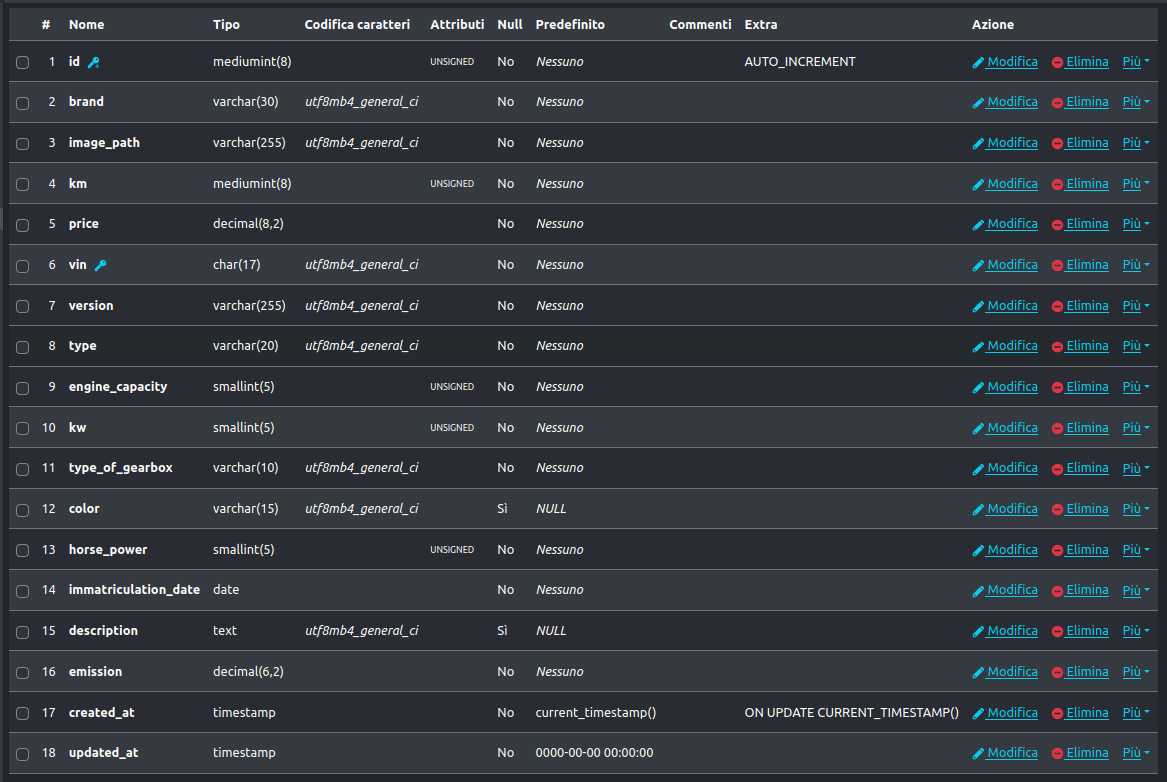 # Nome Tipo Codifica caratteri Attributi Null Predefinito Commenti Extra Azione
1 id mediumint(8) UNSIGNED No Nessuno AUTO_INCREMENT Modifica Elimina Più
2 brand varchar(30) utf8mb4_general_ci No Nessuno Modifica Elimina Più
3 image_path varchar(255) utf8mb4_general_ci No Nessuno Modifica Elimina Più
4 km mediumint(8) UNSIGNED No Nessuno Modifica Elimina Più
5 price decimal(8,2) No Nessuno Modifica Elimina Più
6 vin char(17) utf8mb4_general_ci No Nessuno Modifica Elimina Più
7 version varchar(255) utf8mb4_general_ci No Nessuno Modifica Elimina Più
8 type varchar(20) utf8mb4_general_ci No Nessuno Modifica Elimina Più
9 engine_capacity smallint(5) UNSIGNED No Nessuno Modifica Elimina Più
10 kw smallint(5) UNSIGNED No Nessuno Modifica Elimina Più
11 type_of_gearbox varchar(10) utf8mb4_general_ci No Nessuno Modifica Elimina Più
12 color varchar(15) utf8mb4_general_ci Sì NULL Modifica Elimina Più
13 horse_power smallint(5) UNSIGNED No Nessuno Modifica Elimina Più
14 immatriculation_date date No Nessuno Modifica Elimina Più
15 description text utf8mb4_general_ci Sì NULL Modifica Elimina Più
16 emission decimal(6,2) No Nessuno Modifica Elimina Più
17 created_at timestamp No current_timestamp() ON UPDATE CURRENT_TIMESTAMP() Modifica Elimina Più
18 updated_at timestamp No 0000-00-00 00:00:00 Modifica Elimina Più